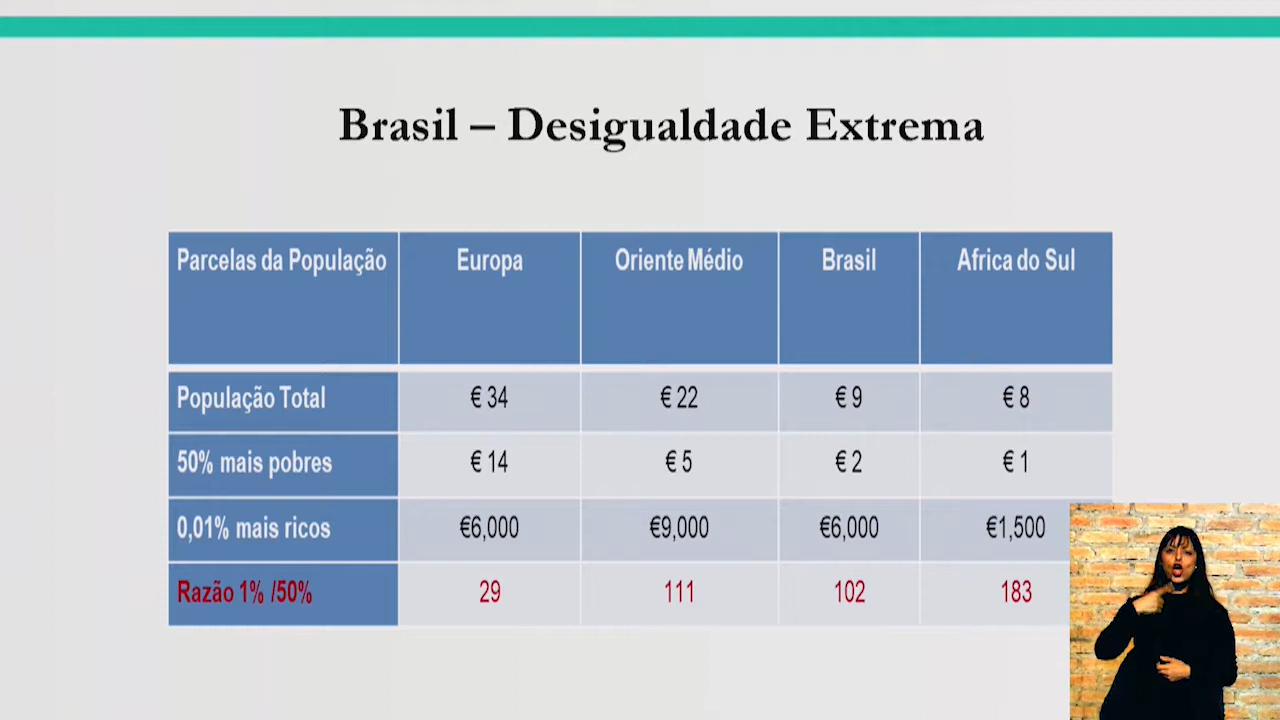 Brasil – Desigualdade Extrema
Parcelas da População Europa Oriente Médio Brasil Africa do Sul
População Total € 34 € 22 € 9 € 8
50% mais pobres € 14 € 5 € 2 € 1
0,01% mais ricos €6,000 €9,000 €6,000 €1,500
Razão 1% /50% 29 111 102 183